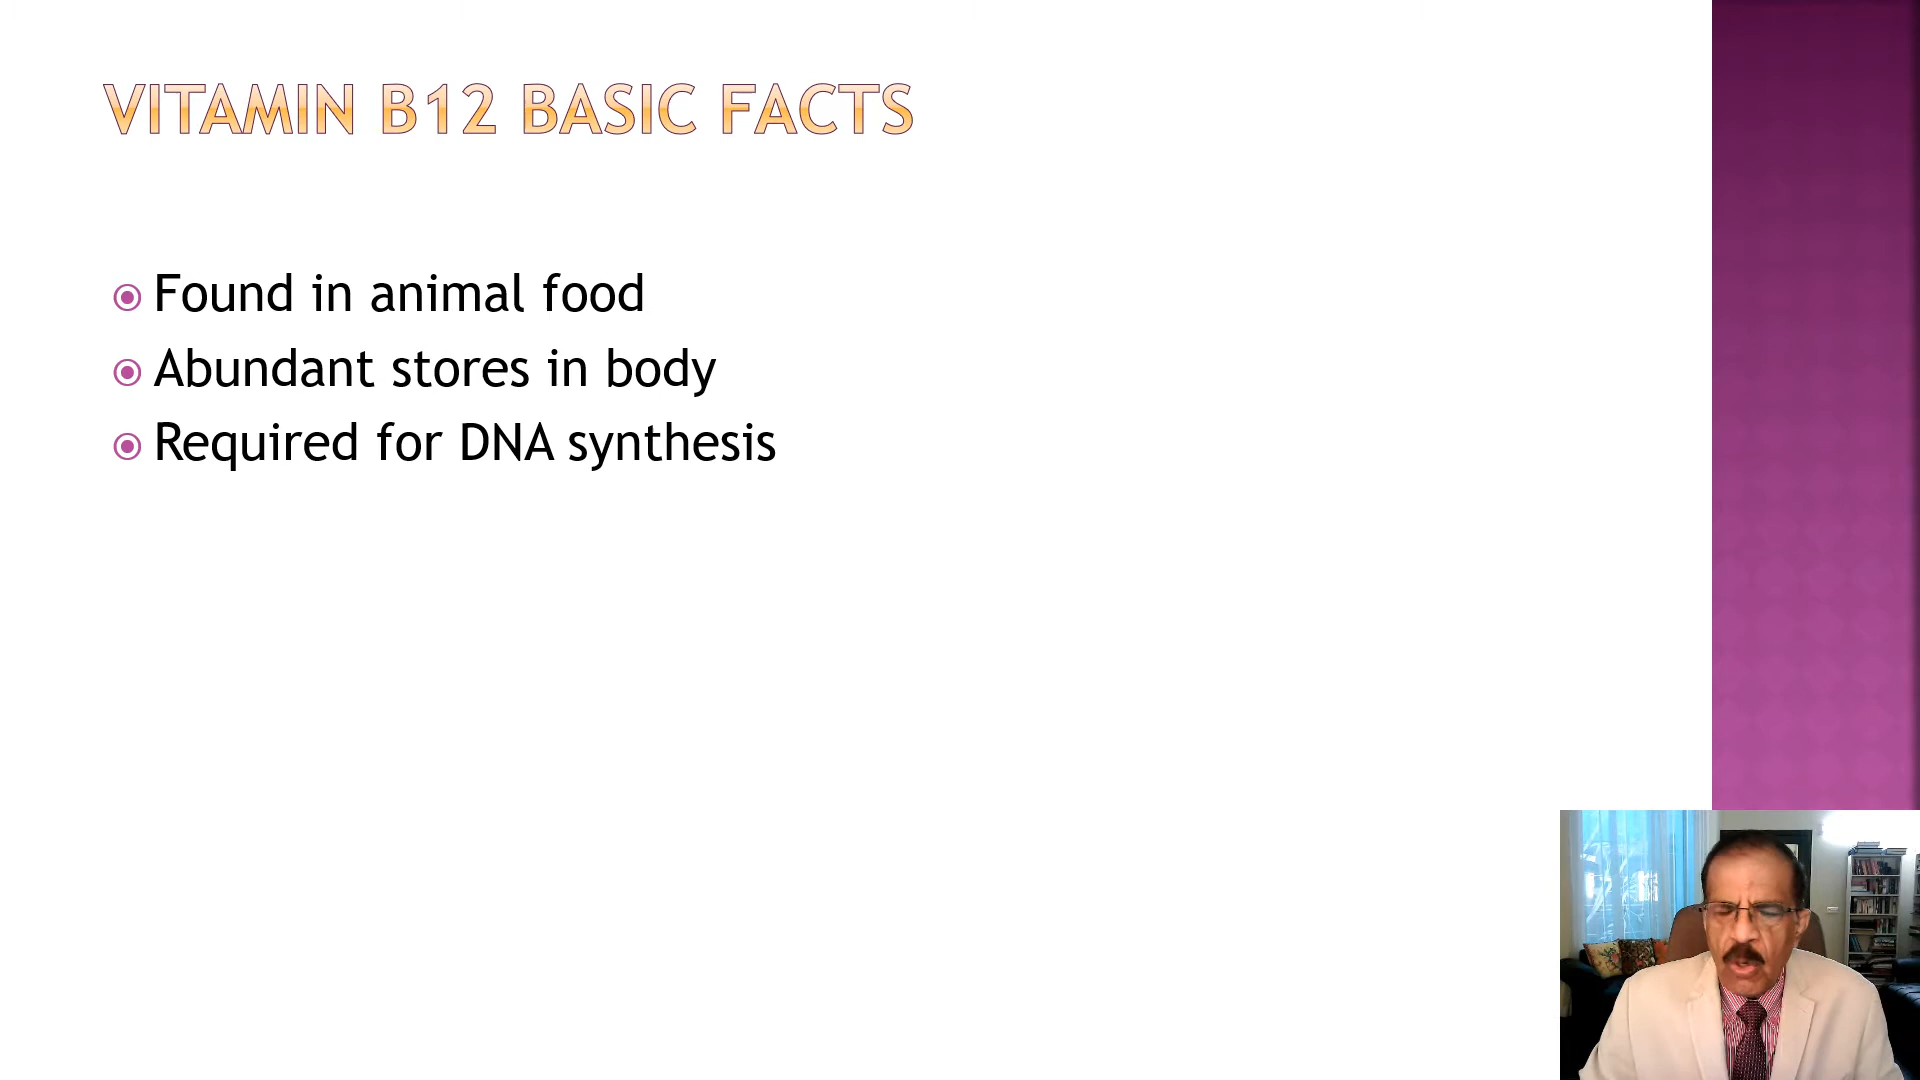 VITAMIN B12 BASIC FACTS
Found in animal food
Abundant stores in body
Required for DNA synthesis